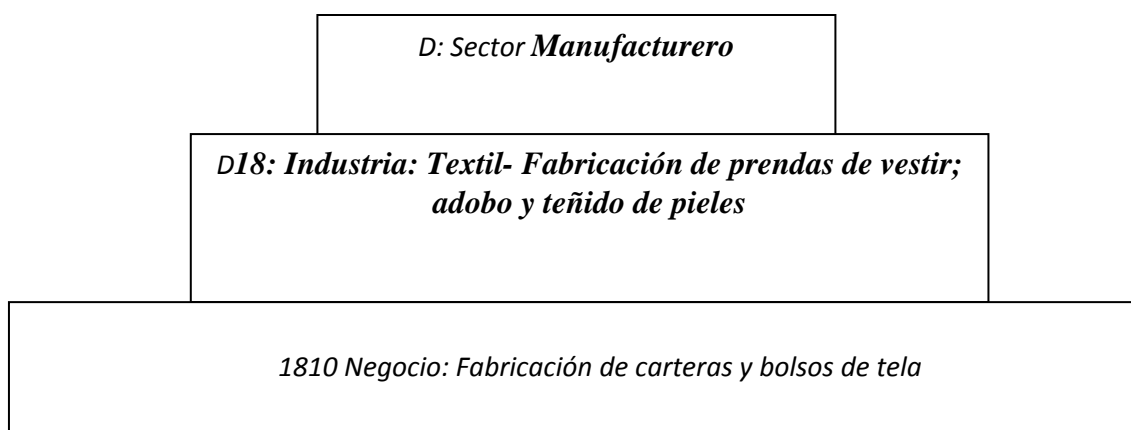 D: Sector Manufacturero
D18: Industria: Textil- Fabricación de prendas de vestir;
adobo y teñido de pieles
1810 Negocio: Fabricación de carteras y bolsos de tela